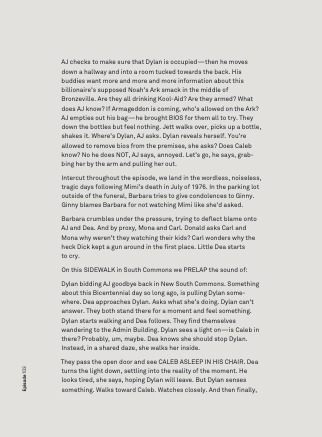 AJ checks to make sure that Dylan is occupied—then he moves
down a hallway and into a room tucked towards the back. His
buddies want more and more and more information about this
billionaire's supposed Noah's Ark smack in the middle of
Bronzeville. Are they all drinking Kool-Aid? Are they armed? What
does AJ know? If Armageddon is coming, who's allowed on the Ark?
AJ empties out his bag—he brought BIOS for them all to try. They
down the bottles but feel nothing. Jett walks over, picks up a bottle,
shakes it. Where's Dylan, AJ asks. Dylan reveals herself. You're
allowed to remove bios from the premises, she asks? Does Caleb
know? No he does NOT, AJ says, annoyed. Let's go, he says, grab-
bing her by the arm and pulling her out.
Intercut throughout the episode, we land in the wordless, noiseless,
tragic days following Mimi's death in July of 1976. In the parking lot
outside of the funeral, Barbara tries to give condolences to Ginny.
Ginny blames Barbara for not watching Mimi like she'd asked.
Barbara crumbles under the pressure, trying to deflect blame onto
AJ and Dea. And by proxy, Mona and Carl. Donald asks Carl and
Mona why weren't they watching their kids? Carl wonders why the
heck Dick kept a gun around in the first place. Little Dea starts
to cry.
On this SIDEWALK in South Commons we PRELAP the sound of:
Dylan bidding AJ goodbye back in New South Commons. Something
about this Bicentennial day so long ago, is pulling Dylan some-
where. Dea approaches Dylan. Asks what she's doing. Dylan can't
answer. They both stand there for a moment and feel something.
Dylan starts walking and Dea follows. They find themselves
wandering to the Admin Building. Dylan sees a light on—is Caleb in
there? Probably, um, maybe. Dea knows she should stop Dylan.
Instead, in a shared daze, she walks her inside.
They pass the open door and see CALEB ASLEEP IN HIS CHAIR. Dea
turns the light down, settling into the reality of the moment. He
looks tired, she says, hoping Dylan will leave. But Dylan senses
something. Walks toward Caleb. Watches closely. And then finally,
Episode